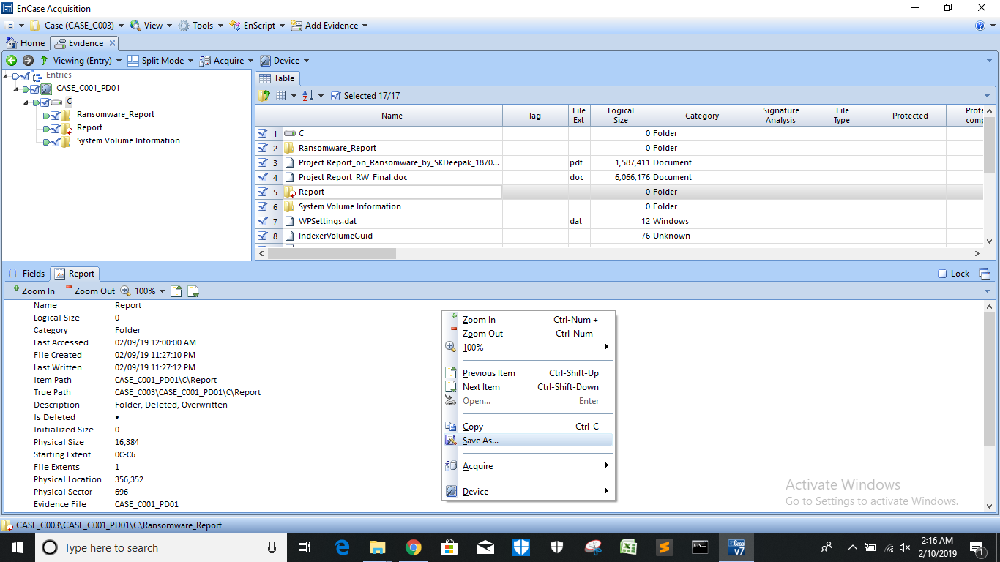 EnCase Acquisition
Case (CASE_C003) View Tools EnScript Add Evidence
Home Evidence
Viewing (Entry) Split Mode Acquire Device
Entries
CASE_C001_PD01
C
Ransomware_Report
Report
System Volume Information
Table
Selected 17/17
Name Tag File Ext Logical Size Category Signature Analysis File Type Protected
1 C 0 Folder
2 Ransomware_Report 0 Folder
3 Project Report_on_Ransomware_by_SKDeepak_1870... pdf 1,587,411 Document
4 Project Report_RW_Final.doc doc 6,066,176 Document
5 Report 0 Folder
6 System Volume Information 0 Folder
7 WPSettings.dat dat 12 Windows
8 IndexerVolumeGuid 76 Unknown
Fields Report Lock
Zoom In Zoom Out 100%
Name Report
Logical Size 0
Category Folder
Last Accessed 02/09/19 12:00:00 AM
File Created 02/09/19 11:27:10 PM
Last Written 02/09/19 11:27:12 PM
Item Path CASE_C001_PD01\C\Report
True Path CASE_C003\CASE_C001_PD01\C\Report
Description Folder, Deleted, Overwritten
Is Deleted •
Initialized Size 0
Physical Size 16,384
Starting Extent 0C-C6
File Extents 1
Physical Location 356,352
Physical Sector 696
Evidence File CASE_C001_PD01
Zoom In Ctrl-Num +
Zoom Out Ctrl-Num -
100%
Previous Item Ctrl-Shift-Up
Next Item Ctrl-Shift-Down
Open... Enter
Copy Ctrl-C
Save As...
Acquire
Device
Activate Windows
Go to Settings to activate Windows.
CASE_C003\CASE_C001_PD01\C\Ransomware_Report
Type here to search
v7
2:16 AM
2/10/2019
1